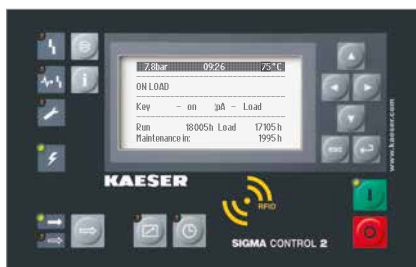 7.8bar 09:26 75°C
ON LOAD
Key - on :pA - Load
Run 18005h Load 17105h
Maintenance in: 1995h
esc
KAESER
RFID
SIGMA CONTROL 2
www.kaeser.com
i
I
O